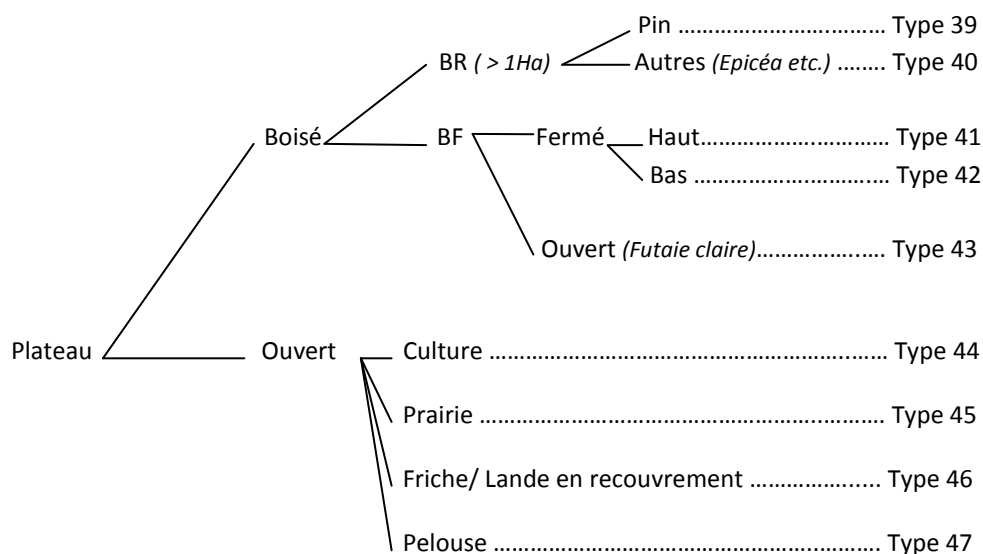 Pin ………………………….……… Type 39
BR ( > 1Ha) Autres (Epicéa etc.) …….. Type 40
Boisé BF Fermé Haut……………….………… Type 41
Bas …………………….…… Type 42
Ouvert (Futaie claire)……………..…. Type 43
Plateau Ouvert Culture …………………………………………..…… Type 44
Prairie …………………………………………..……. Type 45
Friche/ Lande en recouvrement ……………..... Type 46
Pelouse …………………………………..……………. Type 47